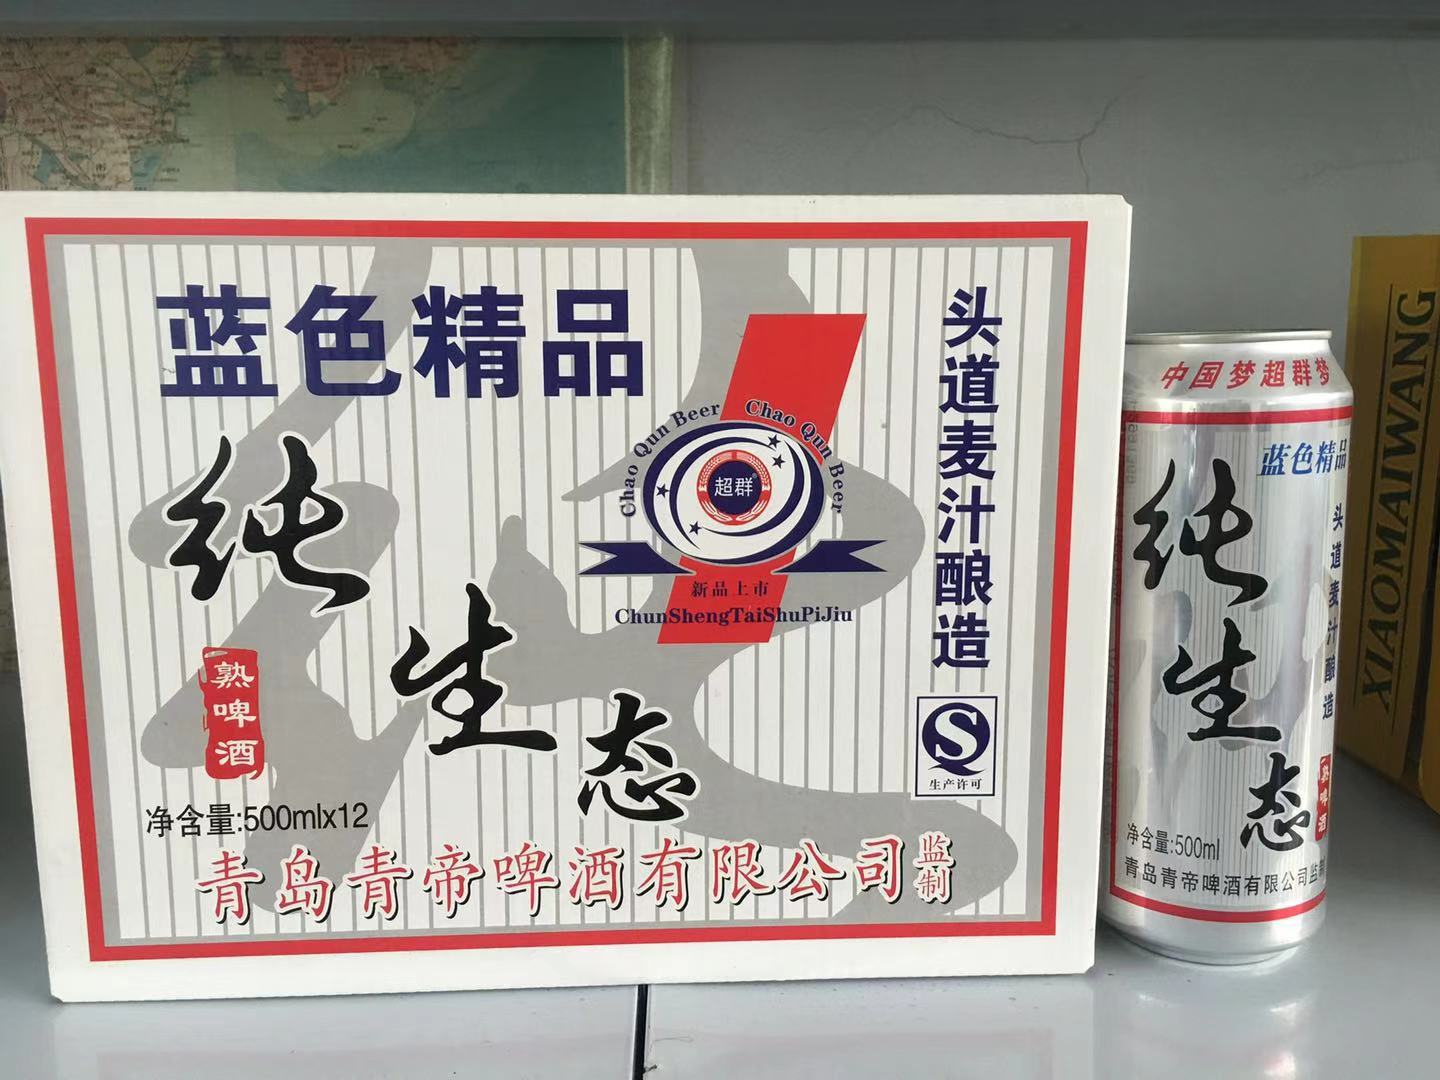 蓝色精品
纯生态
熟啤酒
净含量:500mlx12
青岛青帝啤酒有限公司监制
Chao Qun Beer Chao Qun Beer
超群
新品上市
ChunShengTaiShuPiJiu
头道麦汁酿造
S
生产许可
中国梦超群梦
蓝色精品
纯生态
头道麦汁酿造
熟啤酒
净含量:500ml
青岛青帝啤酒有限公司监制
XIAOMAIWANG